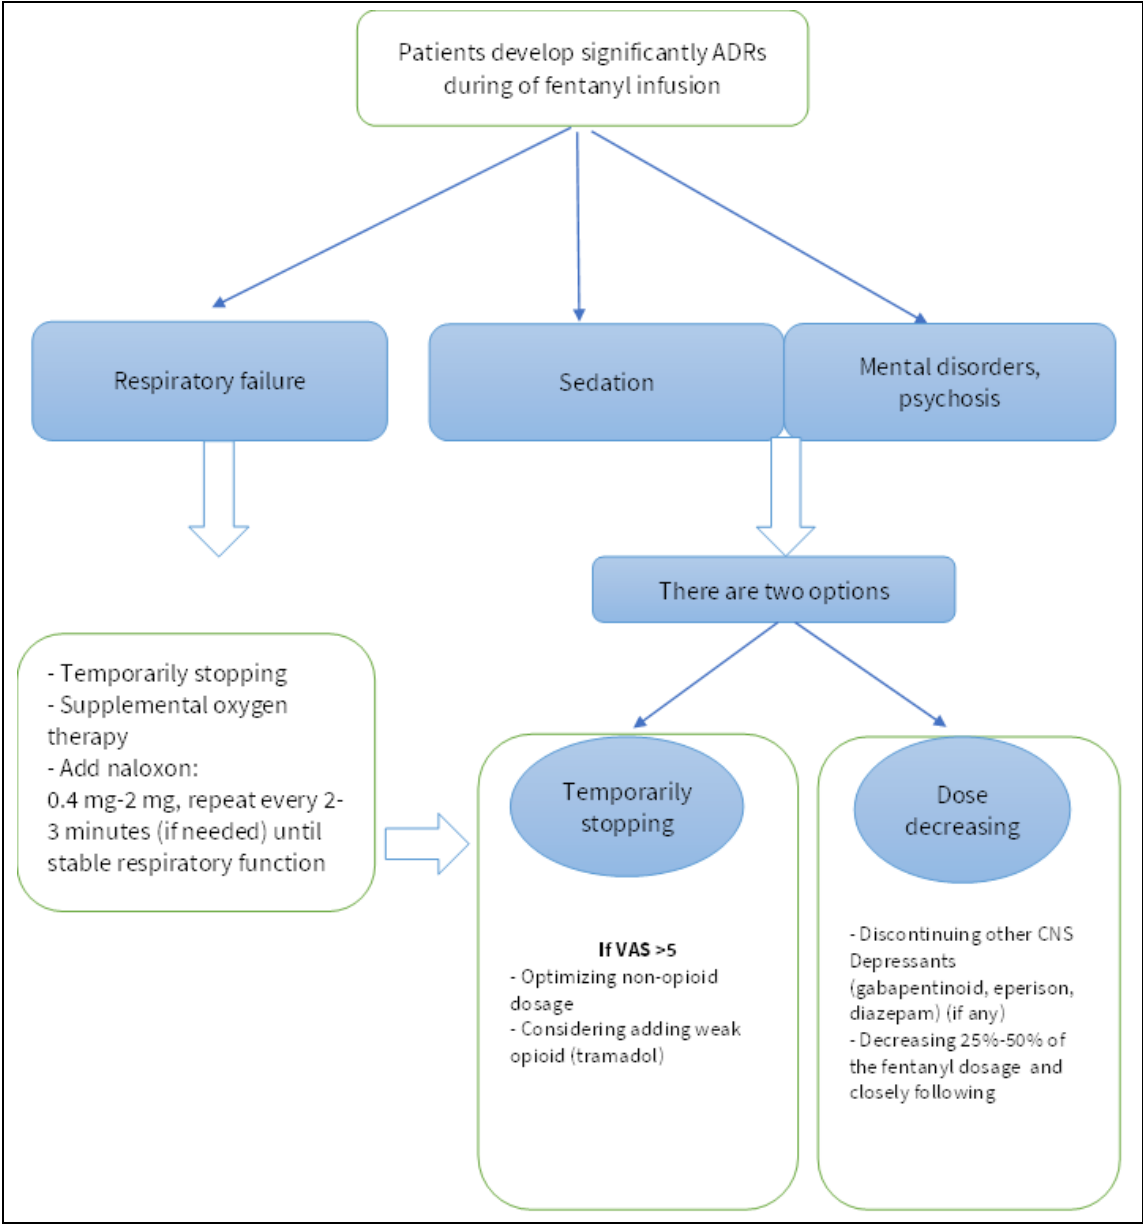 Patients develop significantly ADRs
during of fentanyl infusion
Respiratory failure
Sedation
Mental disorders,
psychosis
There are two options
- Temporarily stopping
- Supplemental oxygen
therapy
- Add naloxon:
0.4 mg-2 mg, repeat every 2-
3 minutes (if needed) until
stable respiratory function
Temporarily
stopping
If VAS >5
- Optimizing non-opioid
dosage
- Considering adding weak
opioid (tramadol)
Dose
decreasing
- Discontinuing other CNS
Depressants
(gabapentinoid, eperison,
diazepam) (if any)
- Decreasing 25%-50% of
the fentanyl dosage and
closely following